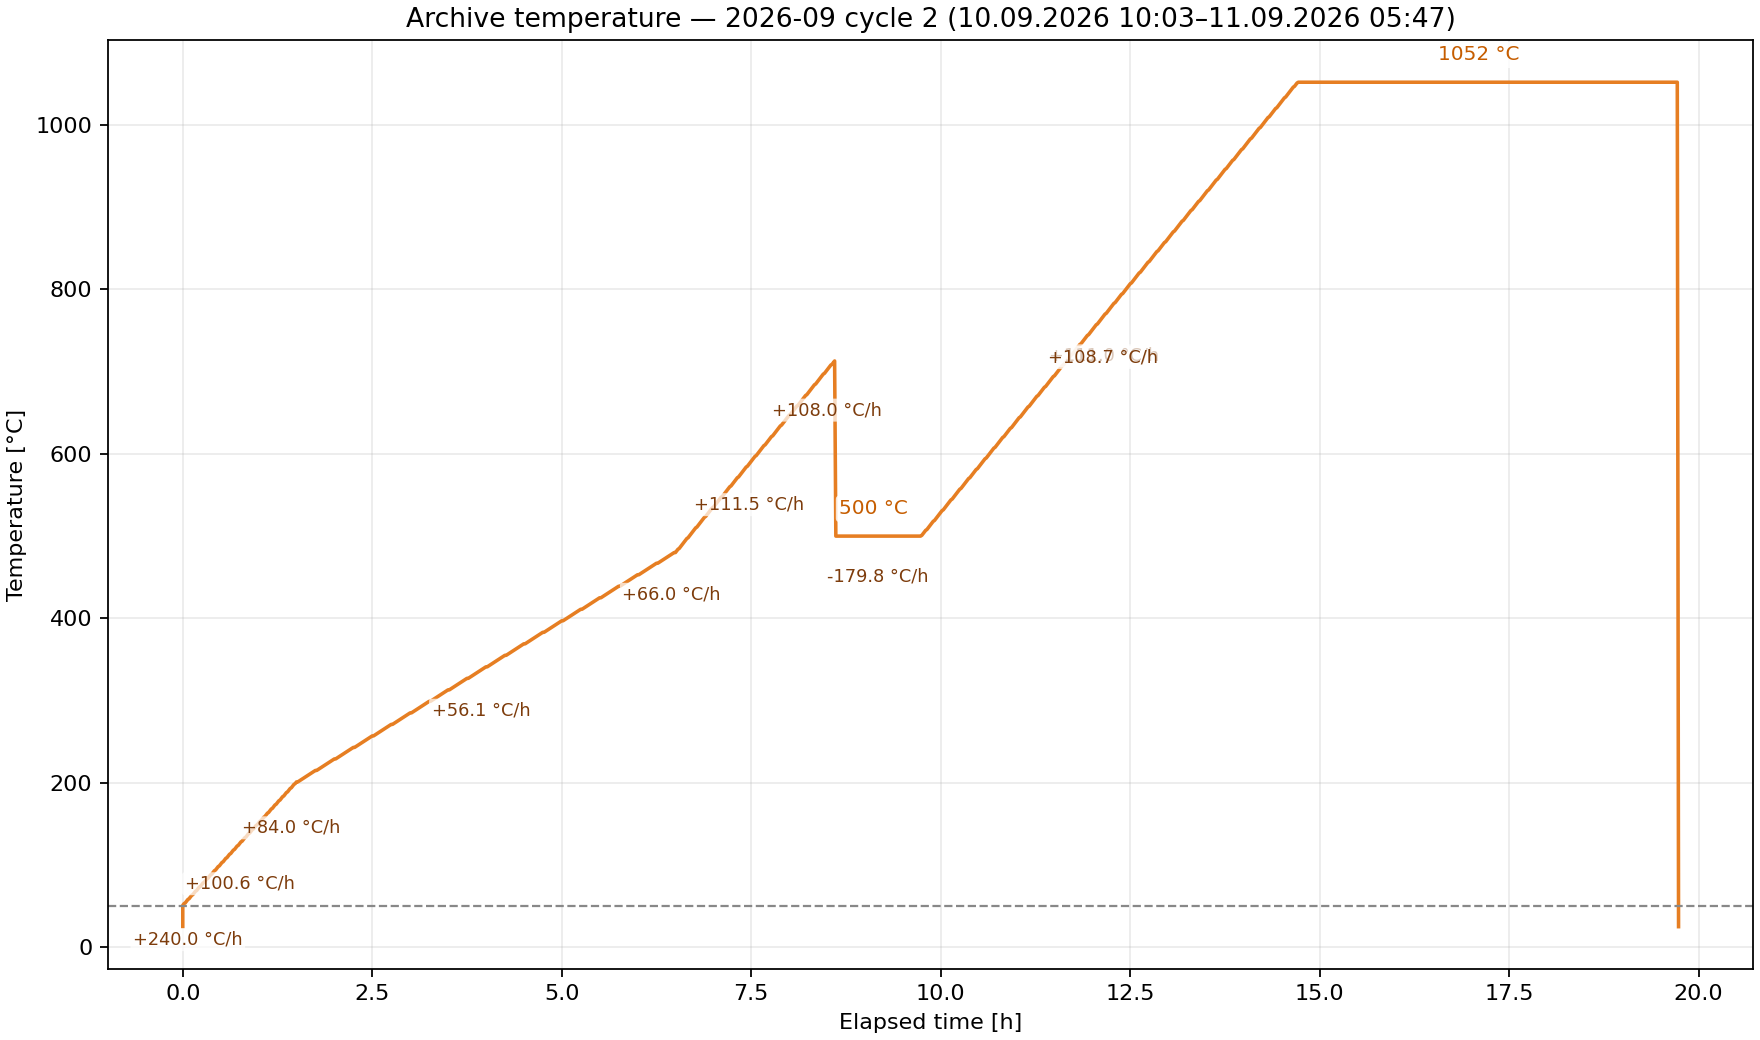 Archive temperature — 2026-09 cycle 2 (10.09.2026 10:03–11.09.2026 05:47)
1052 °C
1000
800
+108.7 °C/h
+108.0 °C/h
600
+111.5 °C/h
500 °C
-179.8 °C/h
+66.0 °C/h
400
+56.1 °C/h
200
+84.0 °C/h
+100.6 °C/h
+240.0 °C/h
0
Temperature [°C]
0.0 2.5 5.0 7.5 10.0 12.5 15.0 17.5 20.0
Elapsed time [h]